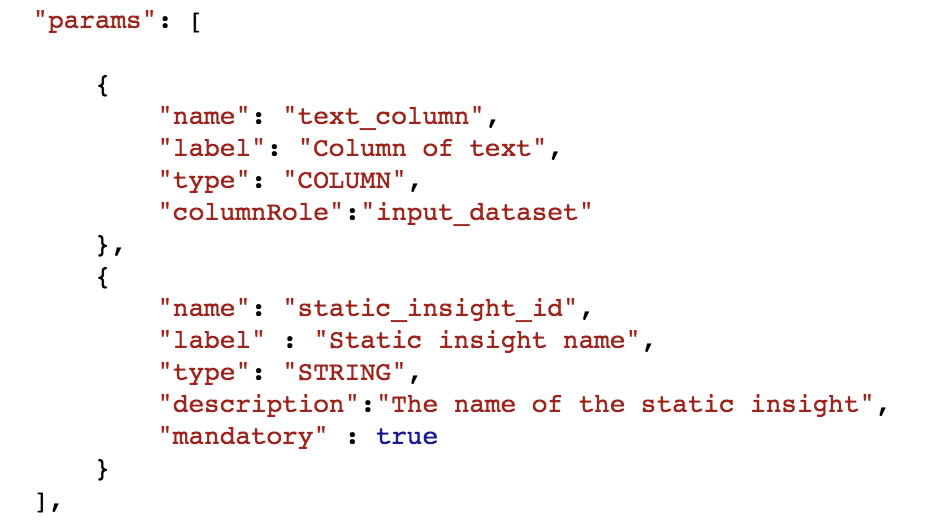 "params": [
{
"name": "text_column",
"label": "Column of text",
"type": "COLUMN",
"columnRole":"input_dataset"
},
{
"name": "static_insight_id",
"label" : "Static insight name",
"type": "STRING",
"description":"The name of the static insight",
"mandatory" : true
}
],